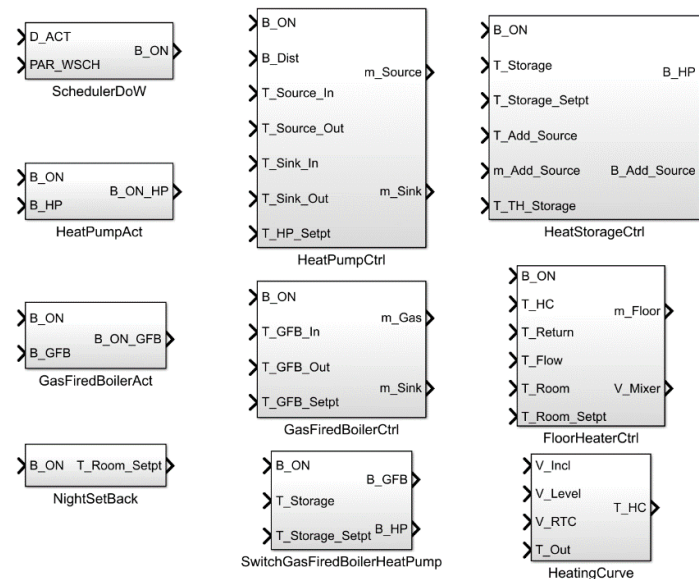 D_ACT
PAR_WSCH
B_ON
SchedulerDoW
B_ON
B_HP
B_ON_HP
HeatPumpAct
B_ON
B_GFB
B_ON_GFB
GasFiredBoilerAct
B_ON
T_Room_Setpt
NightSetBack
B_ON
B_Dist
T_Source_In
T_Source_Out
T_Sink_In
T_Sink_Out
T_HP_Setpt
m_Source
m_Sink
HeatPumpCtrl
B_ON
T_GFB_In
T_GFB_Out
T_GFB_Setpt
m_Gas
m_Sink
GasFiredBoilerCtrl
B_ON
T_Storage
T_Storage_Setpt
B_GFB
B_HP
SwitchGasFiredBoilerHeatPump
B_ON
T_Storage
T_Storage_Setpt
T_Add_Source
m_Add_Source
T_TH_Storage
B_HP
B_Add_Source
HeatStorageCtrl
B_ON
T_HC
T_Return
T_Flow
T_Room
T_Room_Setpt
m_Floor
V_Mixer
FloorHeaterCtrl
V_Incl
V_Level
V_RTC
T_Out
T_HC
HeatingCurve